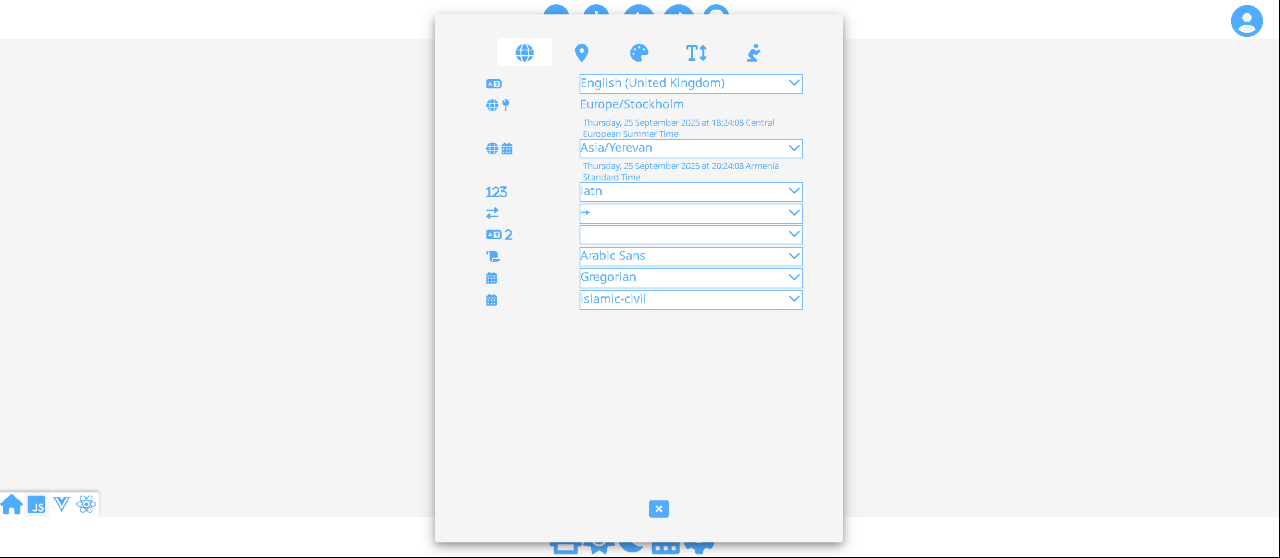 English (United Kingdom)
Europe/Stockholm
Thursday, 25 September 2025 at 18:24:08 Central
European Summer Time
Asia/Yerevan
Thursday, 25 September 2025 at 20:24:08 Armenia
Standard Time
123
latn
→
2
Arabic Sans
Gregorian
islamic-civil
JS